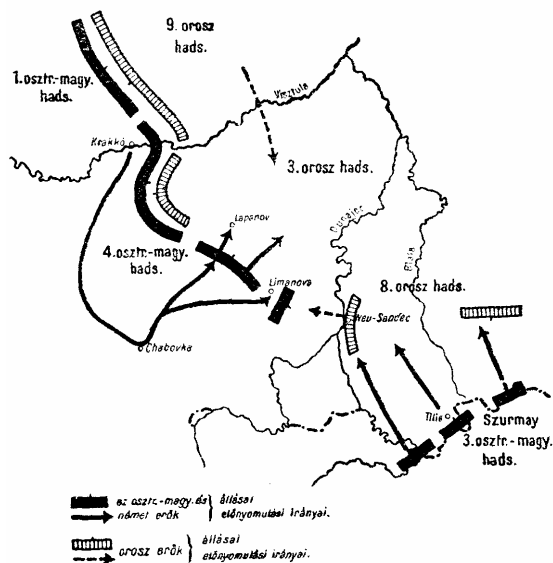 9. orosz
hads.
1. osztr.-magy.
hads.
Visztula
Krakkó
3. orosz hads.
Lapanov
Dunajec
Biala
4. osztr.-magy.
hads.
Limanova
8. orosz hads.
Neu-Sandec
Chabovka
Tilis
Szurmay
3. osztr.-magy.
hads.
az osztr.-magy. és } állásai
német erők } előnyomulási irányai.
orosz erők } állásai
előnyomulási irányai.